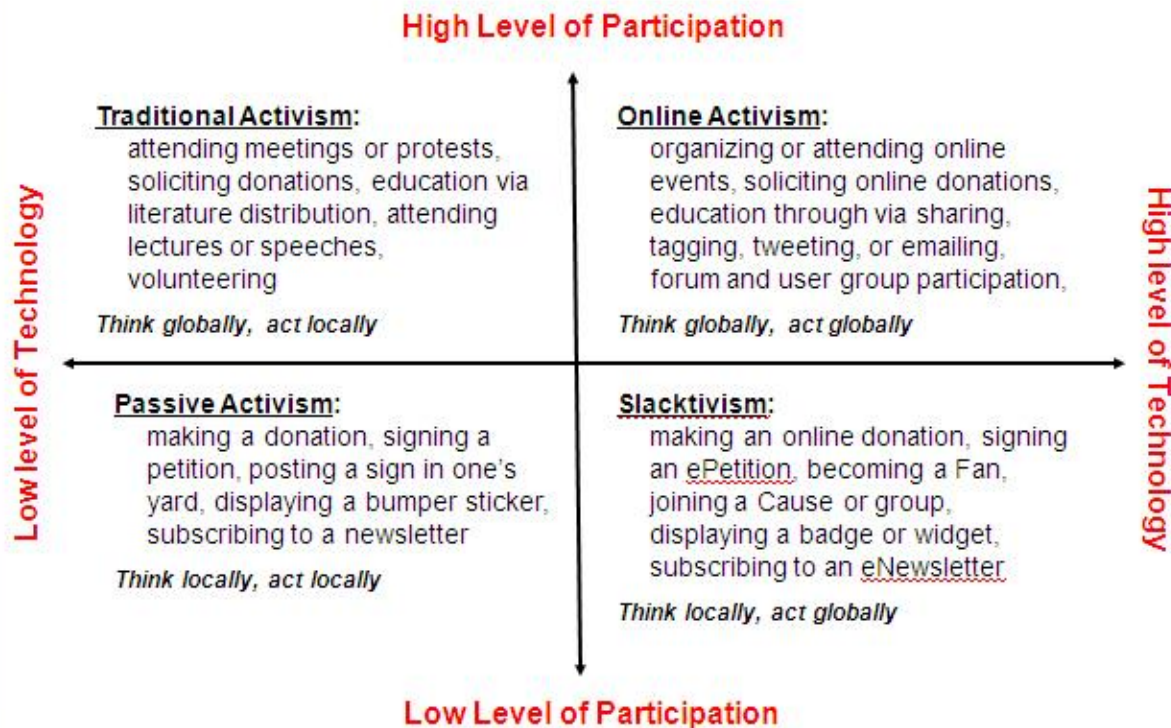 High Level of Participation
Traditional Activism:
attending meetings or protests,
soliciting donations, education via
literature distribution, attending
lectures or speeches,
volunteering
Think globally, act locally
Online Activism:
organizing or attending online
events, soliciting online donations,
education through via sharing,
tagging, tweeting, or emailing,
forum and user group participation,
Think globally, act globally
Low level of Technology
High level of Technology
Passive Activism:
making a donation, signing a
petition, posting a sign in one's
yard, displaying a bumper sticker,
subscribing to a newsletter
Think locally, act locally
Slacktivism:
making an online donation, signing
an ePetition, becoming a Fan,
joining a Cause or group,
displaying a badge or widget,
subscribing to an eNewsletter
Think locally, act globally
Low Level of Participation